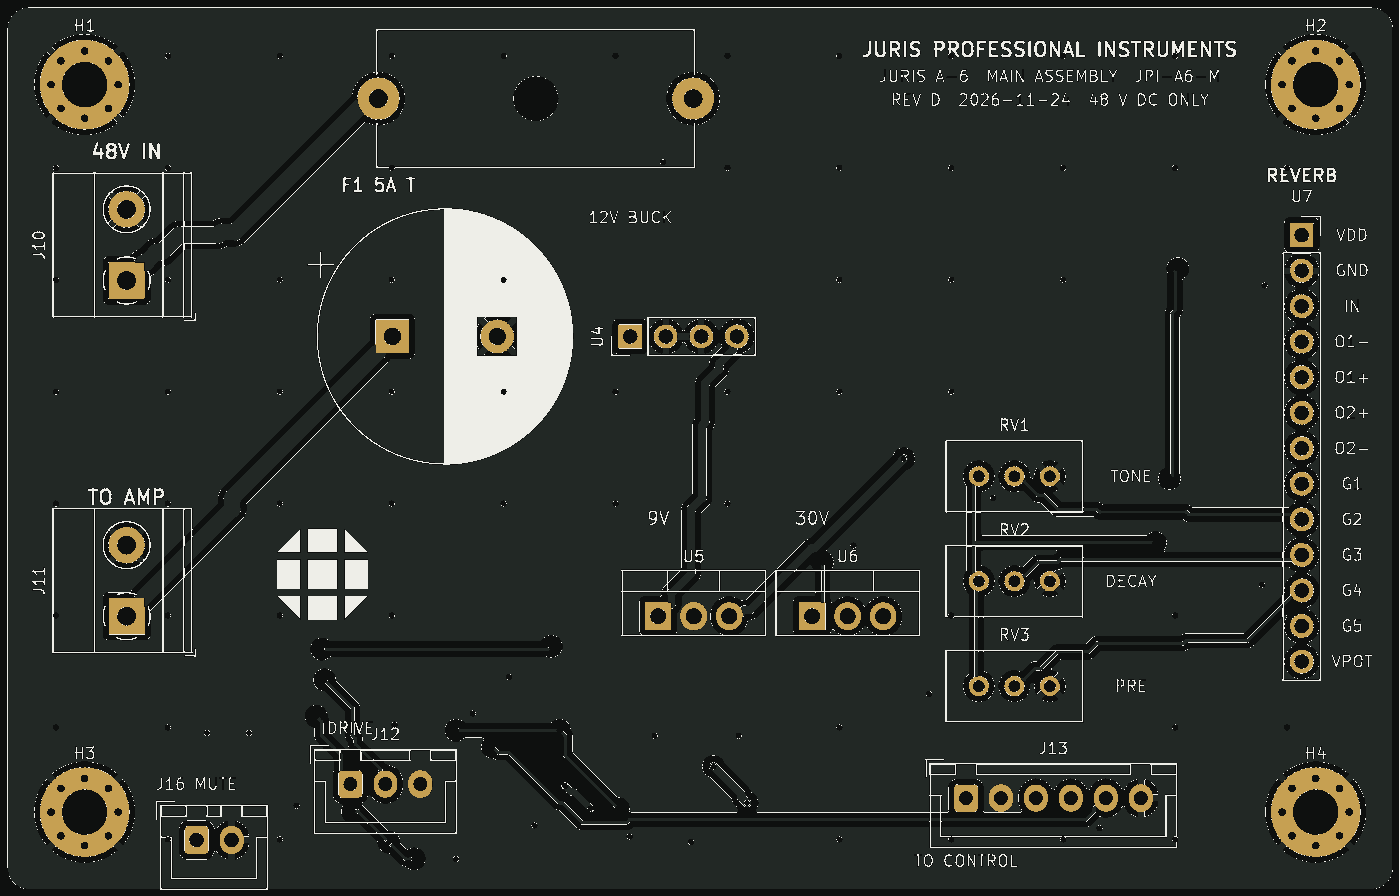 H1
H2
JURIS PROFESSIONAL INSTRUMENTS
JURIS A-6 MAIN ASSEMBLY JPI-A6-M
REV D 2026-11-24 48 V DC ONLY
48V IN
F1 5A T
REVERB
U7
12V BUCK
J10
VDD
GND
IN
O1-
O1+
O2+
O2-
G1
G2
G3
G4
G5
VPOT
+
U4
RV1
TONE
TO AMP
9V
30V
RV2
U5
U6
DECAY
J11
RV3
PRE
DRIVE
J12
J13
H3
H4
J16 MUTE
TO CONTROL